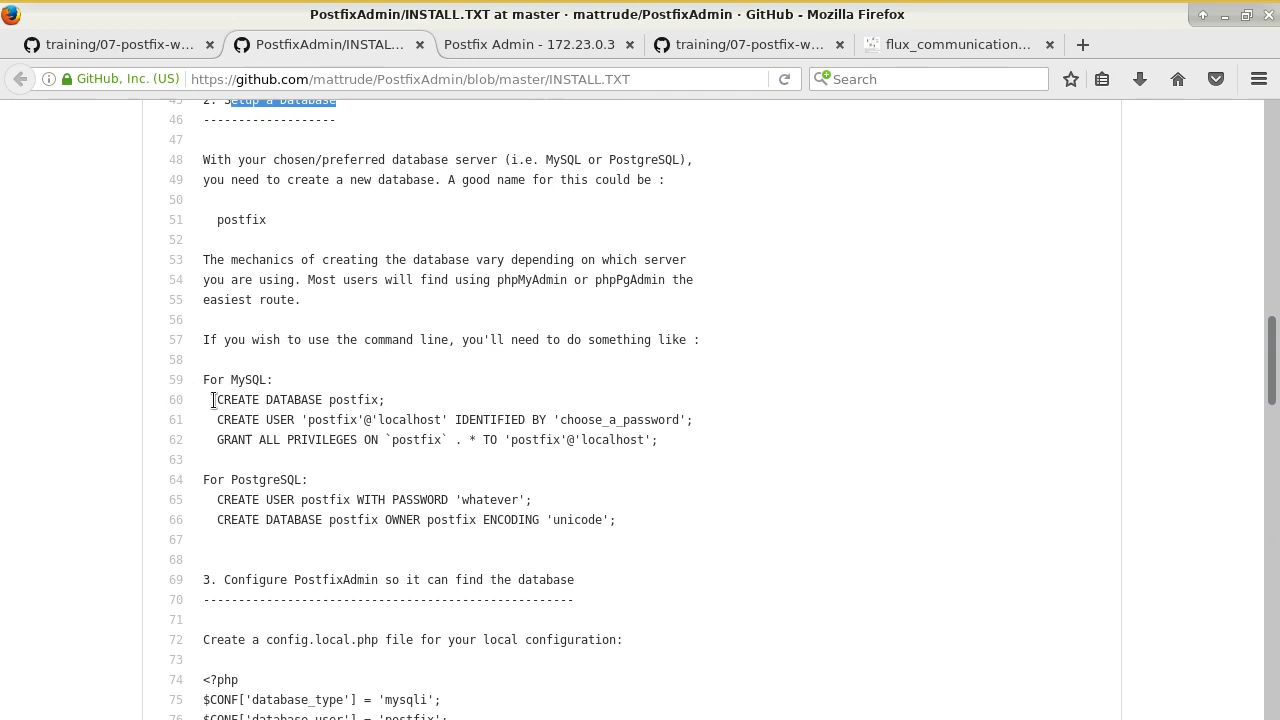 PostfixAdmin/INSTALL.TXT at master · mattrude/PostfixAdmin · GitHub - Mozilla Firefox
training/07-postfix-w... × PostfixAdmin/INSTAL... × Postfix Admin - 172.23.0.3 × training/07-postfix-w... × flux_communication... × +
GitHub, Inc. (US) https://github.com/mattrude/PostfixAdmin/blob/master/INSTALL.TXT Search
45 2. Setup a Database
46 -------------------
47
48 With your chosen/preferred database server (i.e. MySQL or PostgreSQL),
49 you need to create a new database. A good name for this could be :
50
51 postfix
52
53 The mechanics of creating the database vary depending on which server
54 you are using. Most users will find using phpMyAdmin or phpPgAdmin the
55 easiest route.
56
57 If you wish to use the command line, you'll need to do something like :
58
59 For MySQL:
60 CREATE DATABASE postfix;
61 CREATE USER 'postfix'@'localhost' IDENTIFIED BY 'choose_a_password';
62 GRANT ALL PRIVILEGES ON `postfix` . * TO 'postfix'@'localhost';
63
64 For PostgreSQL:
65 CREATE USER postfix WITH PASSWORD 'whatever';
66 CREATE DATABASE postfix OWNER postfix ENCODING 'unicode';
67
68
69 3. Configure PostfixAdmin so it can find the database
70 -----------------------------------------------------
71
72 Create a config.local.php file for your local configuration:
73
74 <?php
75 $CONF['database_type'] = 'mysqli';
76 $CONF['database_user'] = 'postfix';